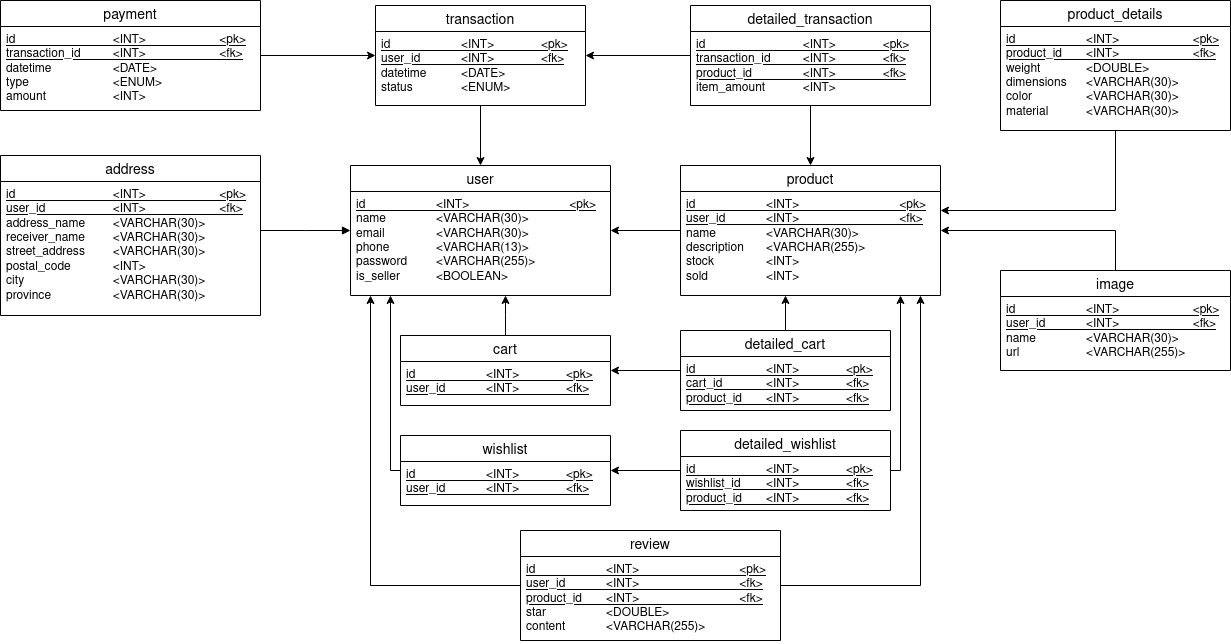 payment
id <INT> <pk>
transaction_id <INT> <fk>
datetime <DATE>
type <ENUM>
amount <INT>
transaction
id <INT> <pk>
user_id <INT> <fk>
datetime <DATE>
status <ENUM>
detailed_transaction
id <INT> <pk>
transaction_id <INT> <fk>
product_id <INT> <fk>
item_amount <INT>
product_details
id <INT> <pk>
product_id <INT> <fk>
weight <DOUBLE>
dimensions <VARCHAR(30)>
color <VARCHAR(30)>
material <VARCHAR(30)>
address
id <INT> <pk>
user_id <INT> <fk>
address_name <VARCHAR(30)>
receiver_name <VARCHAR(30)>
street_address <VARCHAR(30)>
postal_code <INT>
city <VARCHAR(30)>
province <VARCHAR(30)>
user
id <INT> <pk>
name <VARCHAR(30)>
email <VARCHAR(30)>
phone <VARCHAR(13)>
password <VARCHAR(255)>
is_seller <BOOLEAN>
product
id <INT> <pk>
user_id <INT> <fk>
name <VARCHAR(30)>
description <VARCHAR(255)>
stock <INT>
sold <INT>
image
id <INT> <pk>
user_id <INT> <fk>
name <VARCHAR(30)>
url <VARCHAR(255)>
cart
id <INT> <pk>
user_id <INT> <fk>
detailed_cart
id <INT> <pk>
cart_id <INT> <fk>
product_id <INT> <fk>
wishlist
id <INT> <pk>
user_id <INT> <fk>
detailed_wishlist
id <INT> <pk>
wishlist_id <INT> <fk>
product_id <INT> <fk>
review
id <INT> <pk>
user_id <INT> <fk>
product_id <INT> <fk>
star <DOUBLE>
content <VARCHAR(255)>